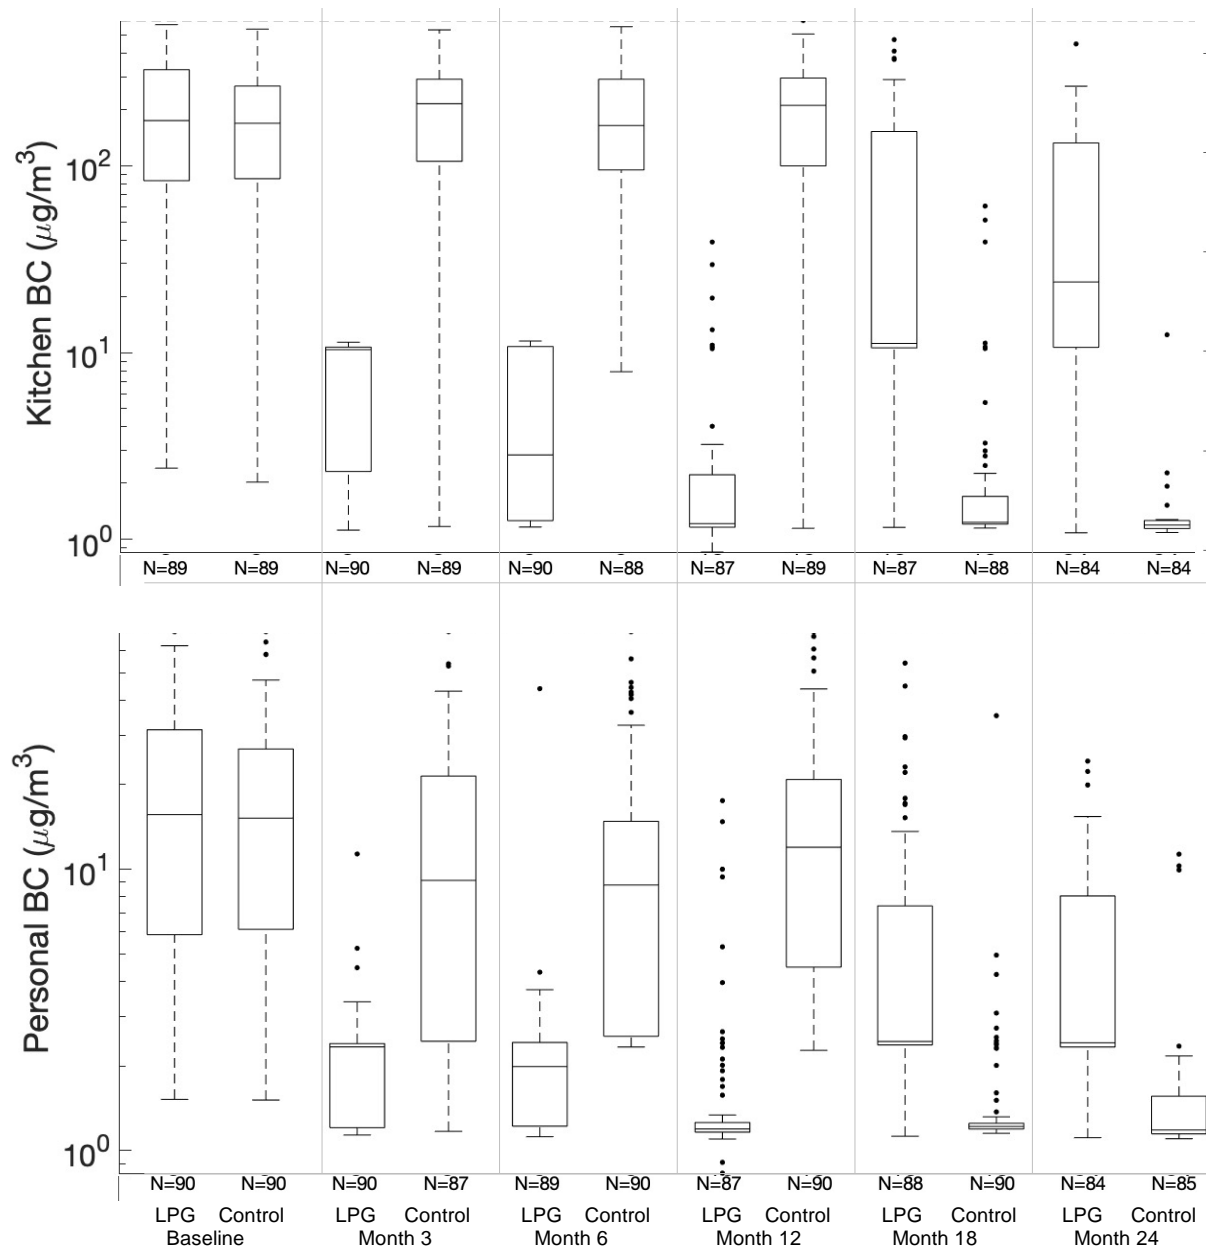 Kitchen BC (μg/m³)
10²
10¹
10⁰
N=89 N=89 N=90 N=89 N=90 N=88 N=87 N=89 N=87 N=88 N=84 N=84
Personal BC (μg/m³)
10¹
10⁰
N=90 N=90 N=90 N=87 N=89 N=90 N=87 N=90 N=88 N=90 N=84 N=85
LPG Control LPG Control LPG Control LPG Control LPG Control LPG Control
Baseline Month 3 Month 6 Month 12 Month 18 Month 24